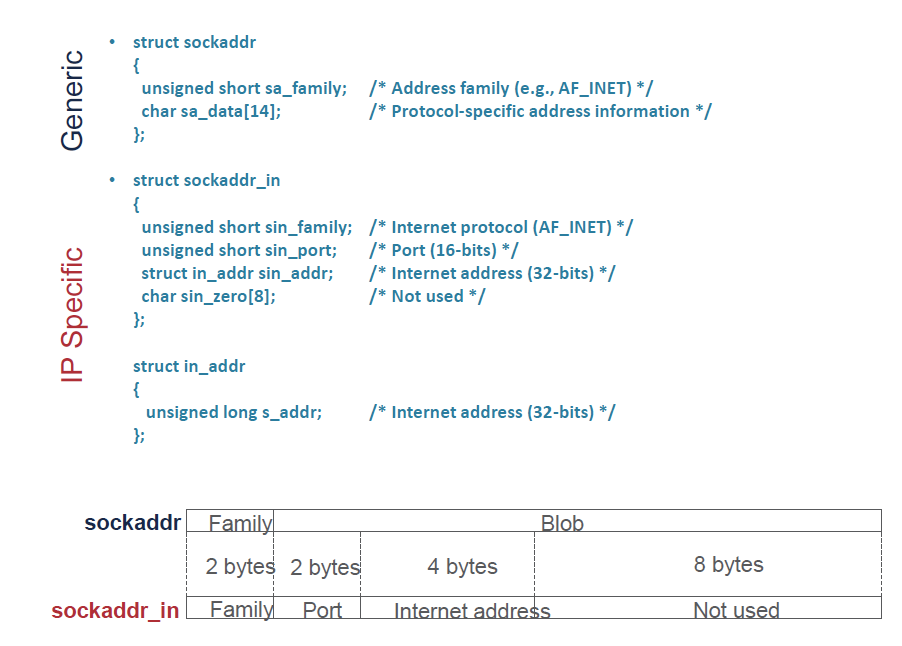 Generic
• struct sockaddr
{
unsigned short sa_family; /* Address family (e.g., AF_INET) */
char sa_data[14]; /* Protocol-specific address information */
};
IP Specific
• struct sockaddr_in
{
unsigned short sin_family; /* Internet protocol (AF_INET) */
unsigned short sin_port; /* Port (16-bits) */
struct in_addr sin_addr; /* Internet address (32-bits) */
char sin_zero[8]; /* Not used */
};
struct in_addr
{
unsigned long s_addr; /* Internet address (32-bits) */
};
sockaddr Family Blob
2 bytes 2 bytes 4 bytes 8 bytes
sockaddr_in Family Port Internet address Not used